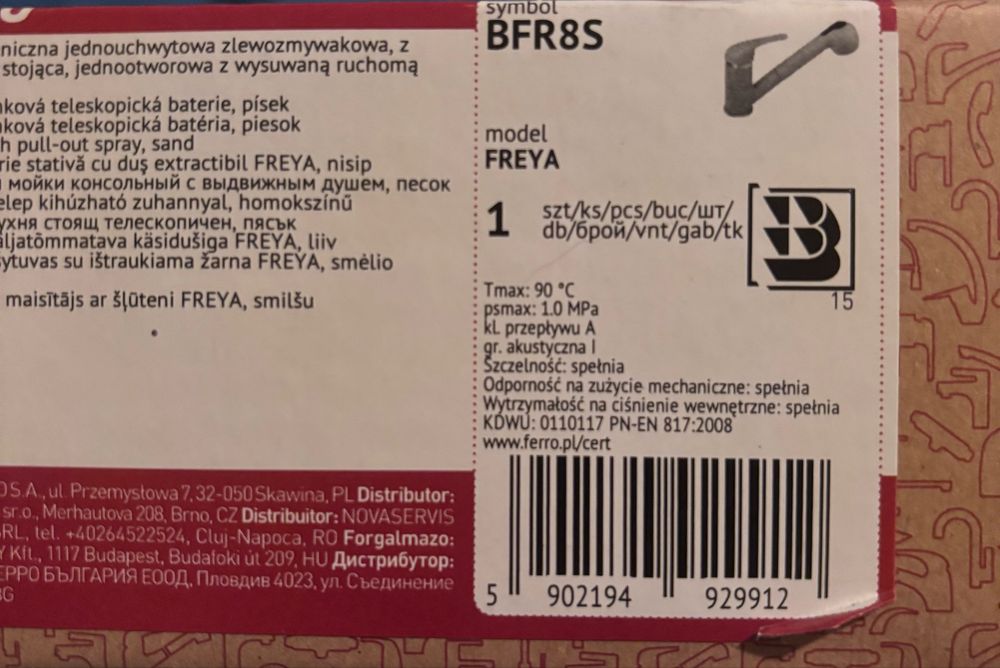 niczna jednouchwytowa zlewozmywakowa, z
stojąca, jednootworowa z wysuwaną ruchomą
nková teleskopická baterie, písek
nková teleskopická batéria, piesok
h pull-out spray, sand
rie stativă cu duş extractibil FREYA, nisip
мойки консольный с выдвижным душем, песок
elep kihúzható zuhannyal, homokszínű
ухня стоящ телескопичен, пясък
äljatõmmatava käsidušiga FREYA, liiv
ytuvas su ištraukiama žarna FREYA, smėlio
maisītājs ar šļūteni FREYA, smilšu
O S.A., ul. Przemysłowa 7, 32-050 Skawina, PL Distributor:
sr.o., Merhautova 208, Brno, CZ Distribuitor: NOVASERVIS
SRL, tel. +40264522524, Cluj-Napoca, RO Forgalmazo:
Y Kft., 1117 Budapest, Budafoki út 209, HU Дистрибутор:
ЕРРО БЪЛГАРИЯ ЕООД, Пловдив 4023, ул. Съединение
BG
symbol
BFR8S
model
FREYA
1 szt/ks/pcs/buc/шт/
db/брой/vnt/gab/tk
B
15
Tmax: 90 °C
psmax: 1.0 MPa
kl. przepływu A
gr. akustyczna I
Szczelność: spełnia
Odporność na zużycie mechaniczne: spełnia
Wytrzymałość na ciśnienie wewnętrzne: spełnia
KDWU: 0110117 PN-EN 817:2008
www.ferro.pl/cert
5 902194 929912